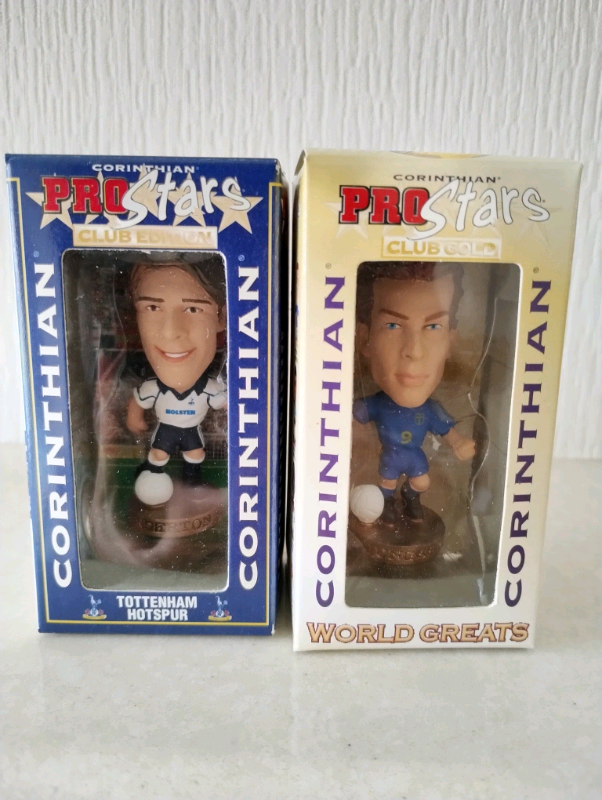 CORINTHIAN®
PRO Stars
CLUB EDITION
CORINTHIAN
CORINTHIAN
HOLSTEN
TOTTENHAM
HOTSPUR
CORINTHIAN®
PRO Stars
CLUB GOLD
CORINTHIAN
CORINTHIAN
9
WORLD GREATS